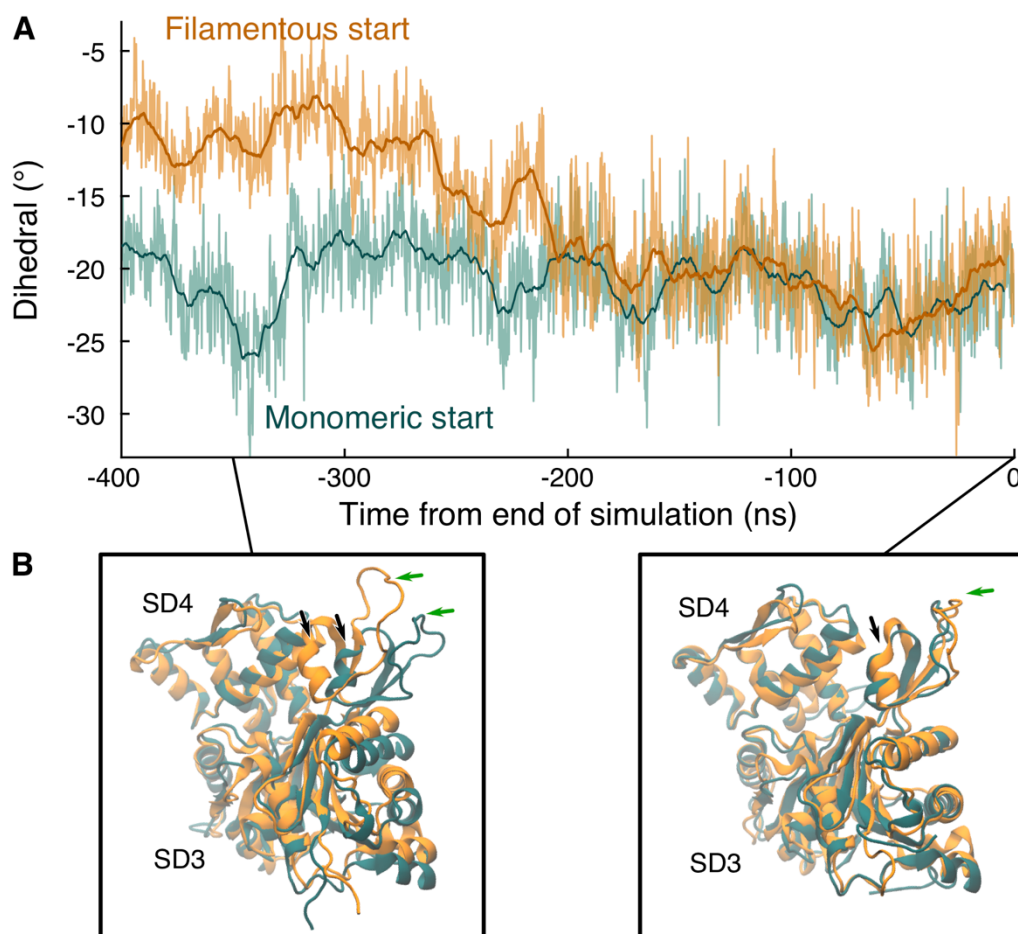 A
Filamentous start
-5
-10
-15
-20
-25
-30
Dihedral (°)
Monomeric start
-400
-300
-200
-100
0
Time from end of simulation (ns)
B
SD4
SD3
SD4
SD3